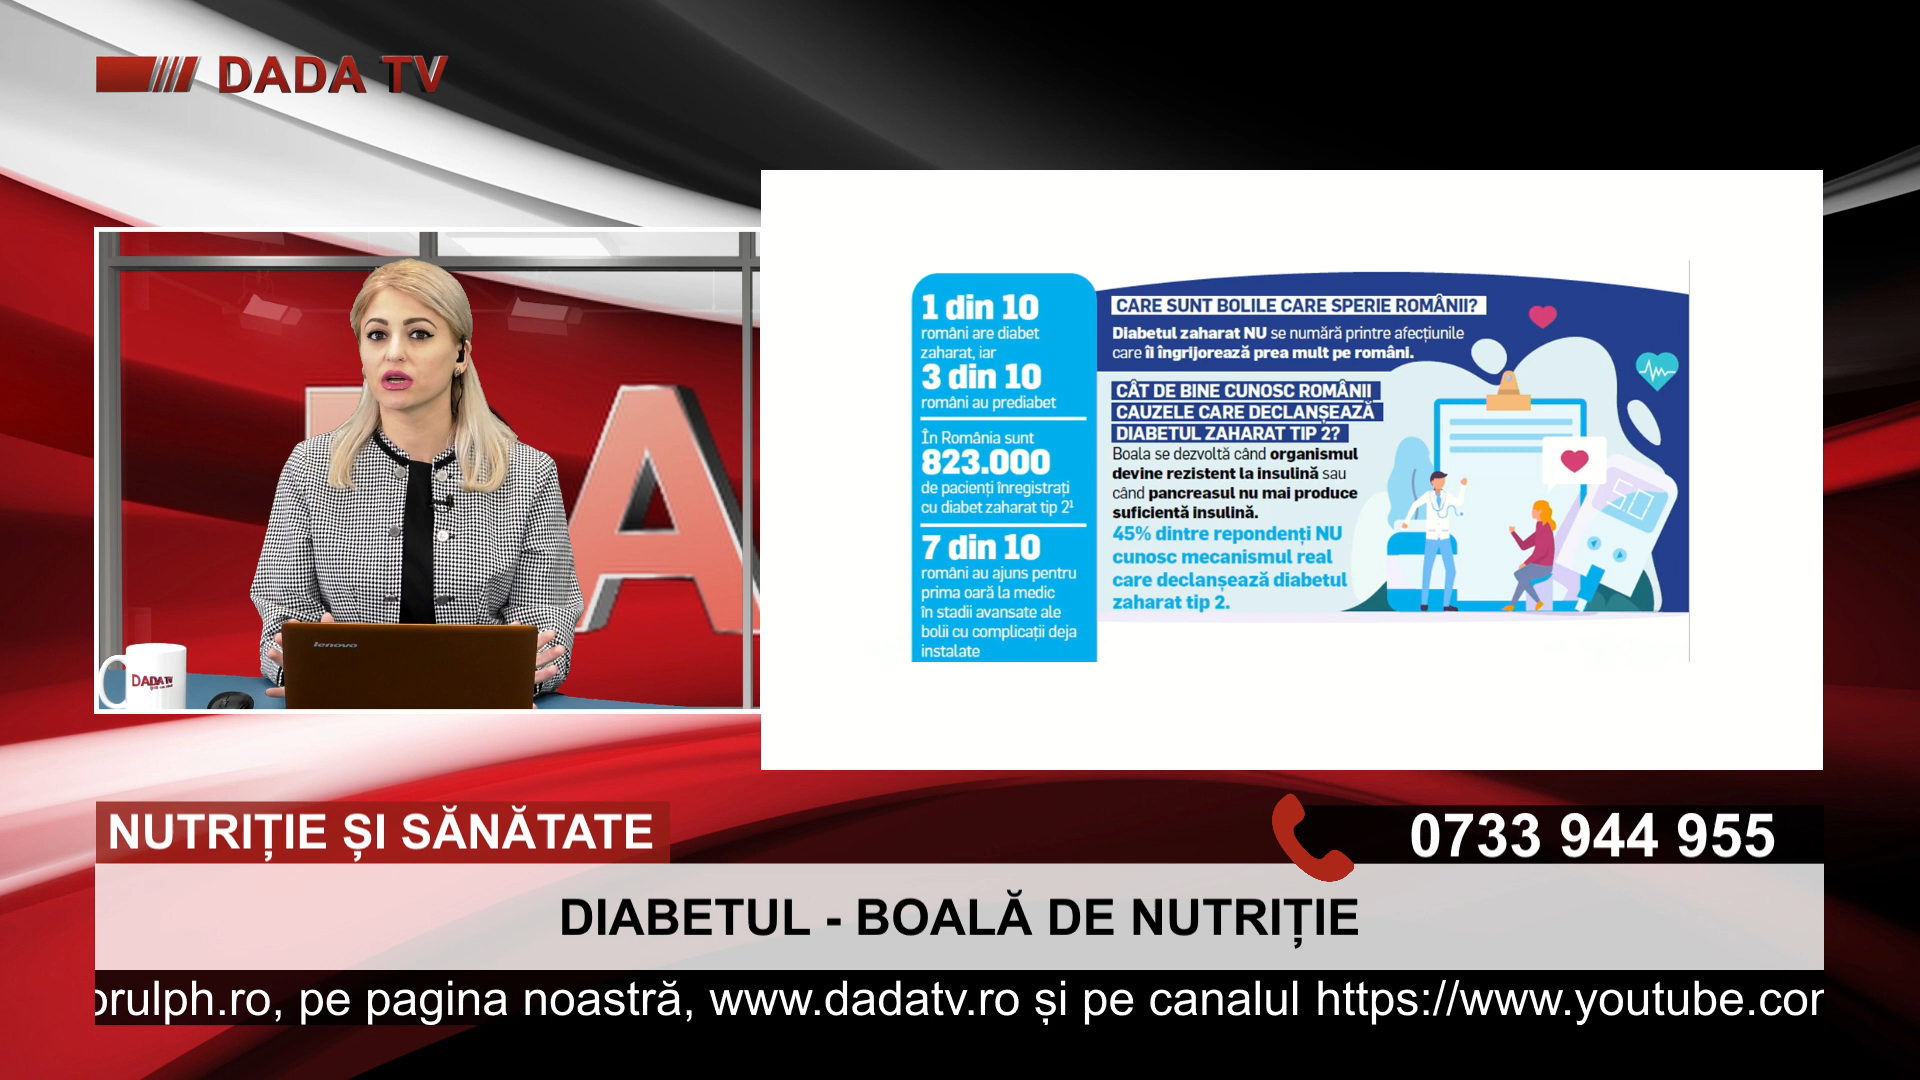 DADA TV
1 din 10
români are diabet
zaharat, iar
3 din 10
români au prediabet
În România sunt
823.000
de pacienți înregistrați
cu diabet zaharat tip 2¹
7 din 10
români au ajuns pentru
prima oară la medic
în stadii avansate ale
bolii cu complicații deja
instalate
CARE SUNT BOLILE CARE SPERIE ROMÂNII?
Diabetul zaharat NU se numără printre afecțiunile
care îi îngrijorează prea mult pe români.
CÂT DE BINE CUNOSC ROMÂNII
CAUZELE CARE DECLANȘEAZĂ
DIABETUL ZAHARAT TIP 2?
Boala se dezvoltă când organismul
devine rezistent la insulină sau
când pancreasul nu mai produce
suficientă insulină.
45% dintre repondenți NU
cunosc mecanismul real
care declanșează diabetul
zaharat tip 2.
5.0
lenovo
DADA TV
NUTRIȚIE ȘI SĂNĂTATE
0733 944 955
DIABETUL - BOALĂ DE NUTRIȚIE
orulph.ro, pe pagina noastră, www.dadatv.ro și pe canalul https://www.youtube.cor